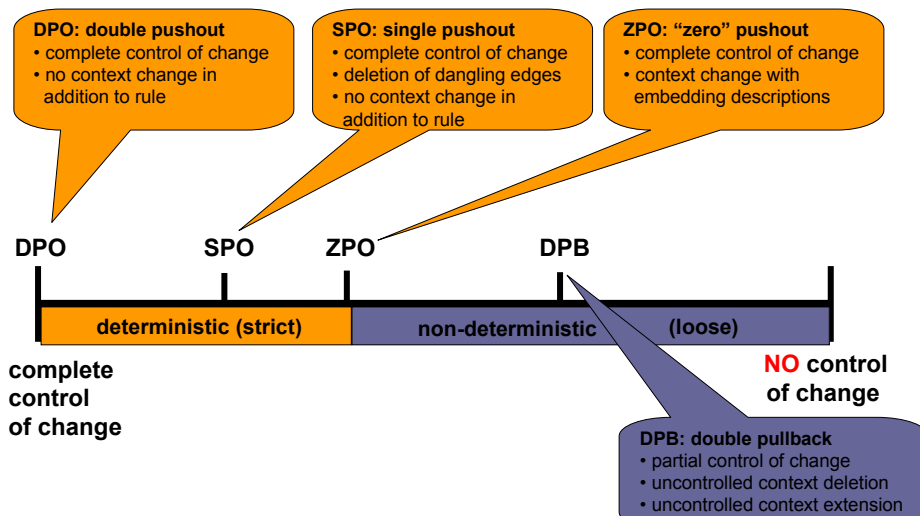 DPO: double pushout
• complete control of change
• no context change in
addition to rule
SPO: single pushout
• complete control of change
• deletion of dangling edges
• no context change in
addition to rule
ZPO: “zero” pushout
• complete control of change
• context change with
embedding descriptions
DPO
SPO
ZPO
DPB
deterministic (strict)
non-deterministic (loose)
complete
control
of change
NO control
of change
DPB: double pullback
• partial control of change
• uncontrolled context deletion
• uncontrolled context extension